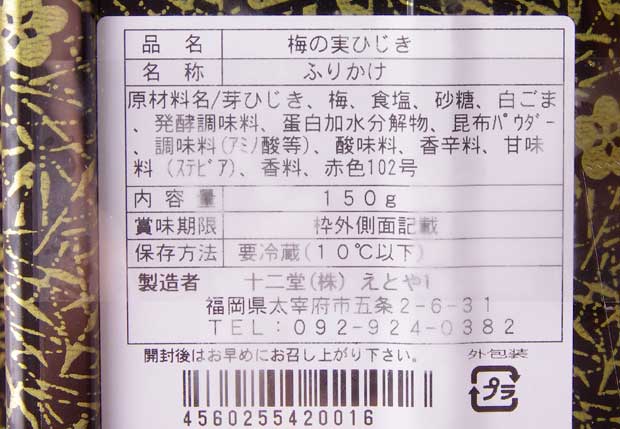 品名 梅の実ひじき
名称 ふりかけ
原材料名/芽ひじき、梅、食塩、砂糖、白ごま
、発酵調味料、蛋白加水分解物、昆布ﾊﾟｳﾀﾞｰ
、調味料(ｱﾐﾉ酸等)、酸味料、香辛料、甘味
料(ｽﾃﾋﾞｱ)、香料、赤色102号
内容量 150g
賞味期限 枠外側面記載
保存方法 要冷蔵(10℃以下)
製造者 十二堂(株) えとや
福岡県太宰府市五条2-6-31
TEL:092-924-0382
開封後はお早めにお召し上がり下さい。
外包装
プラ
4560255420016